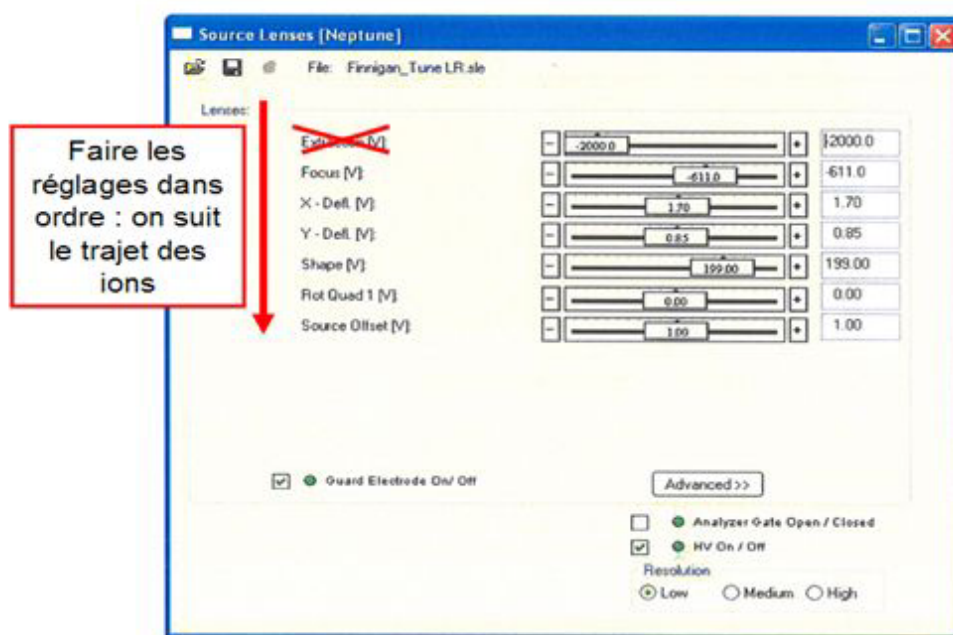 Source Lenses [Neptune]
File: Finnigan_Tune LR.sle
Lenses:
Faire les
réglages dans
ordre : on suit
le trajet des
ions
[V]: -2000.0 -2000.0
Focus [V]: -611.0 -611.0
X - Defl. [V]: 1.70 1.70
Y - Defl. [V]: 0.85 0.85
Shape [V]: 199.00 199.00
Rot Quad 1 [V]: 0.00 0.00
Source Offset [V]: 1.00 1.00
Guard Electrode On/ Off
Advanced >>
Analyzer Gate Open / Closed
HV On / Off
Resolution
Low Medium High